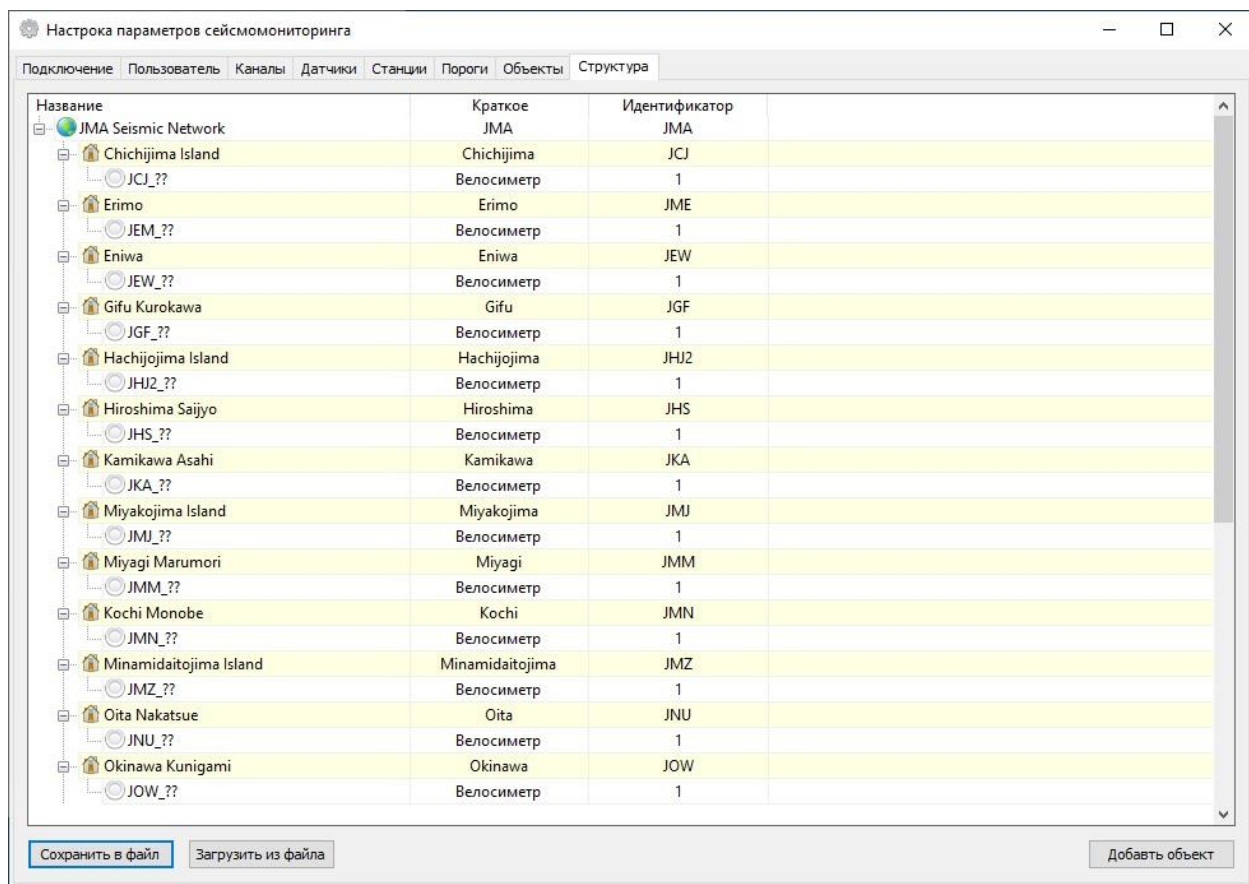 Настрока параметров сейсмомониторинга
Подключение Пользователь Каналы Датчики Станции Пороги Объекты Структура
Название Краткое Идентификатор
JMA Seismic Network JMA JMA
Chichijima Island Chichijima JCJ
JCJ_?? Велосиметр 1
Erimo Erimo JME
JEM_?? Велосиметр 1
Eniwa Eniwa JEW
JEW_?? Велосиметр 1
Gifu Kurokawa Gifu JGF
JGF_?? Велосиметр 1
Hachijojima Island Hachijojima JHJ2
JHJ2_?? Велосиметр 1
Hiroshima Saijyo Hiroshima JHS
JHS_?? Велосиметр 1
Kamikawa Asahi Kamikawa JKA
JKA_?? Велосиметр 1
Miyakojima Island Miyakojima JMJ
JMJ_?? Велосиметр 1
Miyagi Marumori Miyagi JMM
JMM_?? Велосиметр 1
Kochi Monobe Kochi JMN
JMN_?? Велосиметр 1
Minamidaitojima Island Minamidaitojima JMZ
JMZ_?? Велосиметр 1
Oita Nakatsue Oita JNU
JNU_?? Велосиметр 1
Okinawa Kunigami Okinawa JOW
JOW_?? Велосиметр 1
Сохранить в файл Загрузить из файла Добавть объект